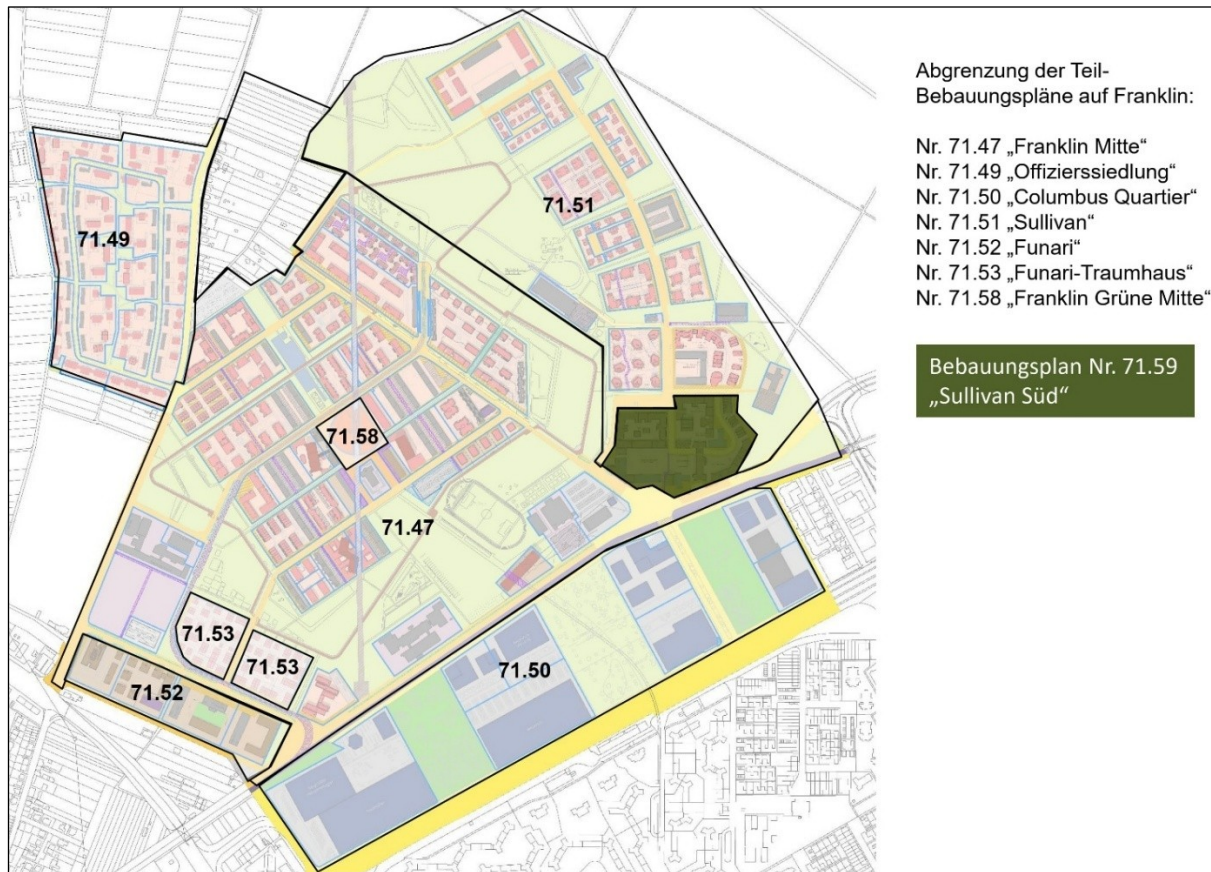 Abgrenzung der Teil-
Bebauungspläne auf Franklin:
Nr. 71.47 „Franklin Mitte“
Nr. 71.49 „Offizierssiedlung“
Nr. 71.50 „Columbus Quartier“
Nr. 71.51 „Sullivan“
Nr. 71.52 „Funari“
Nr. 71.53 „Funari-Traumhaus“
Nr. 71.58 „Franklin Grüne Mitte“
Bebauungsplan Nr. 71.59
„Sullivan Süd“
71.51
71.49
71.58
71.47
71.53
71.53
71.50
71.52